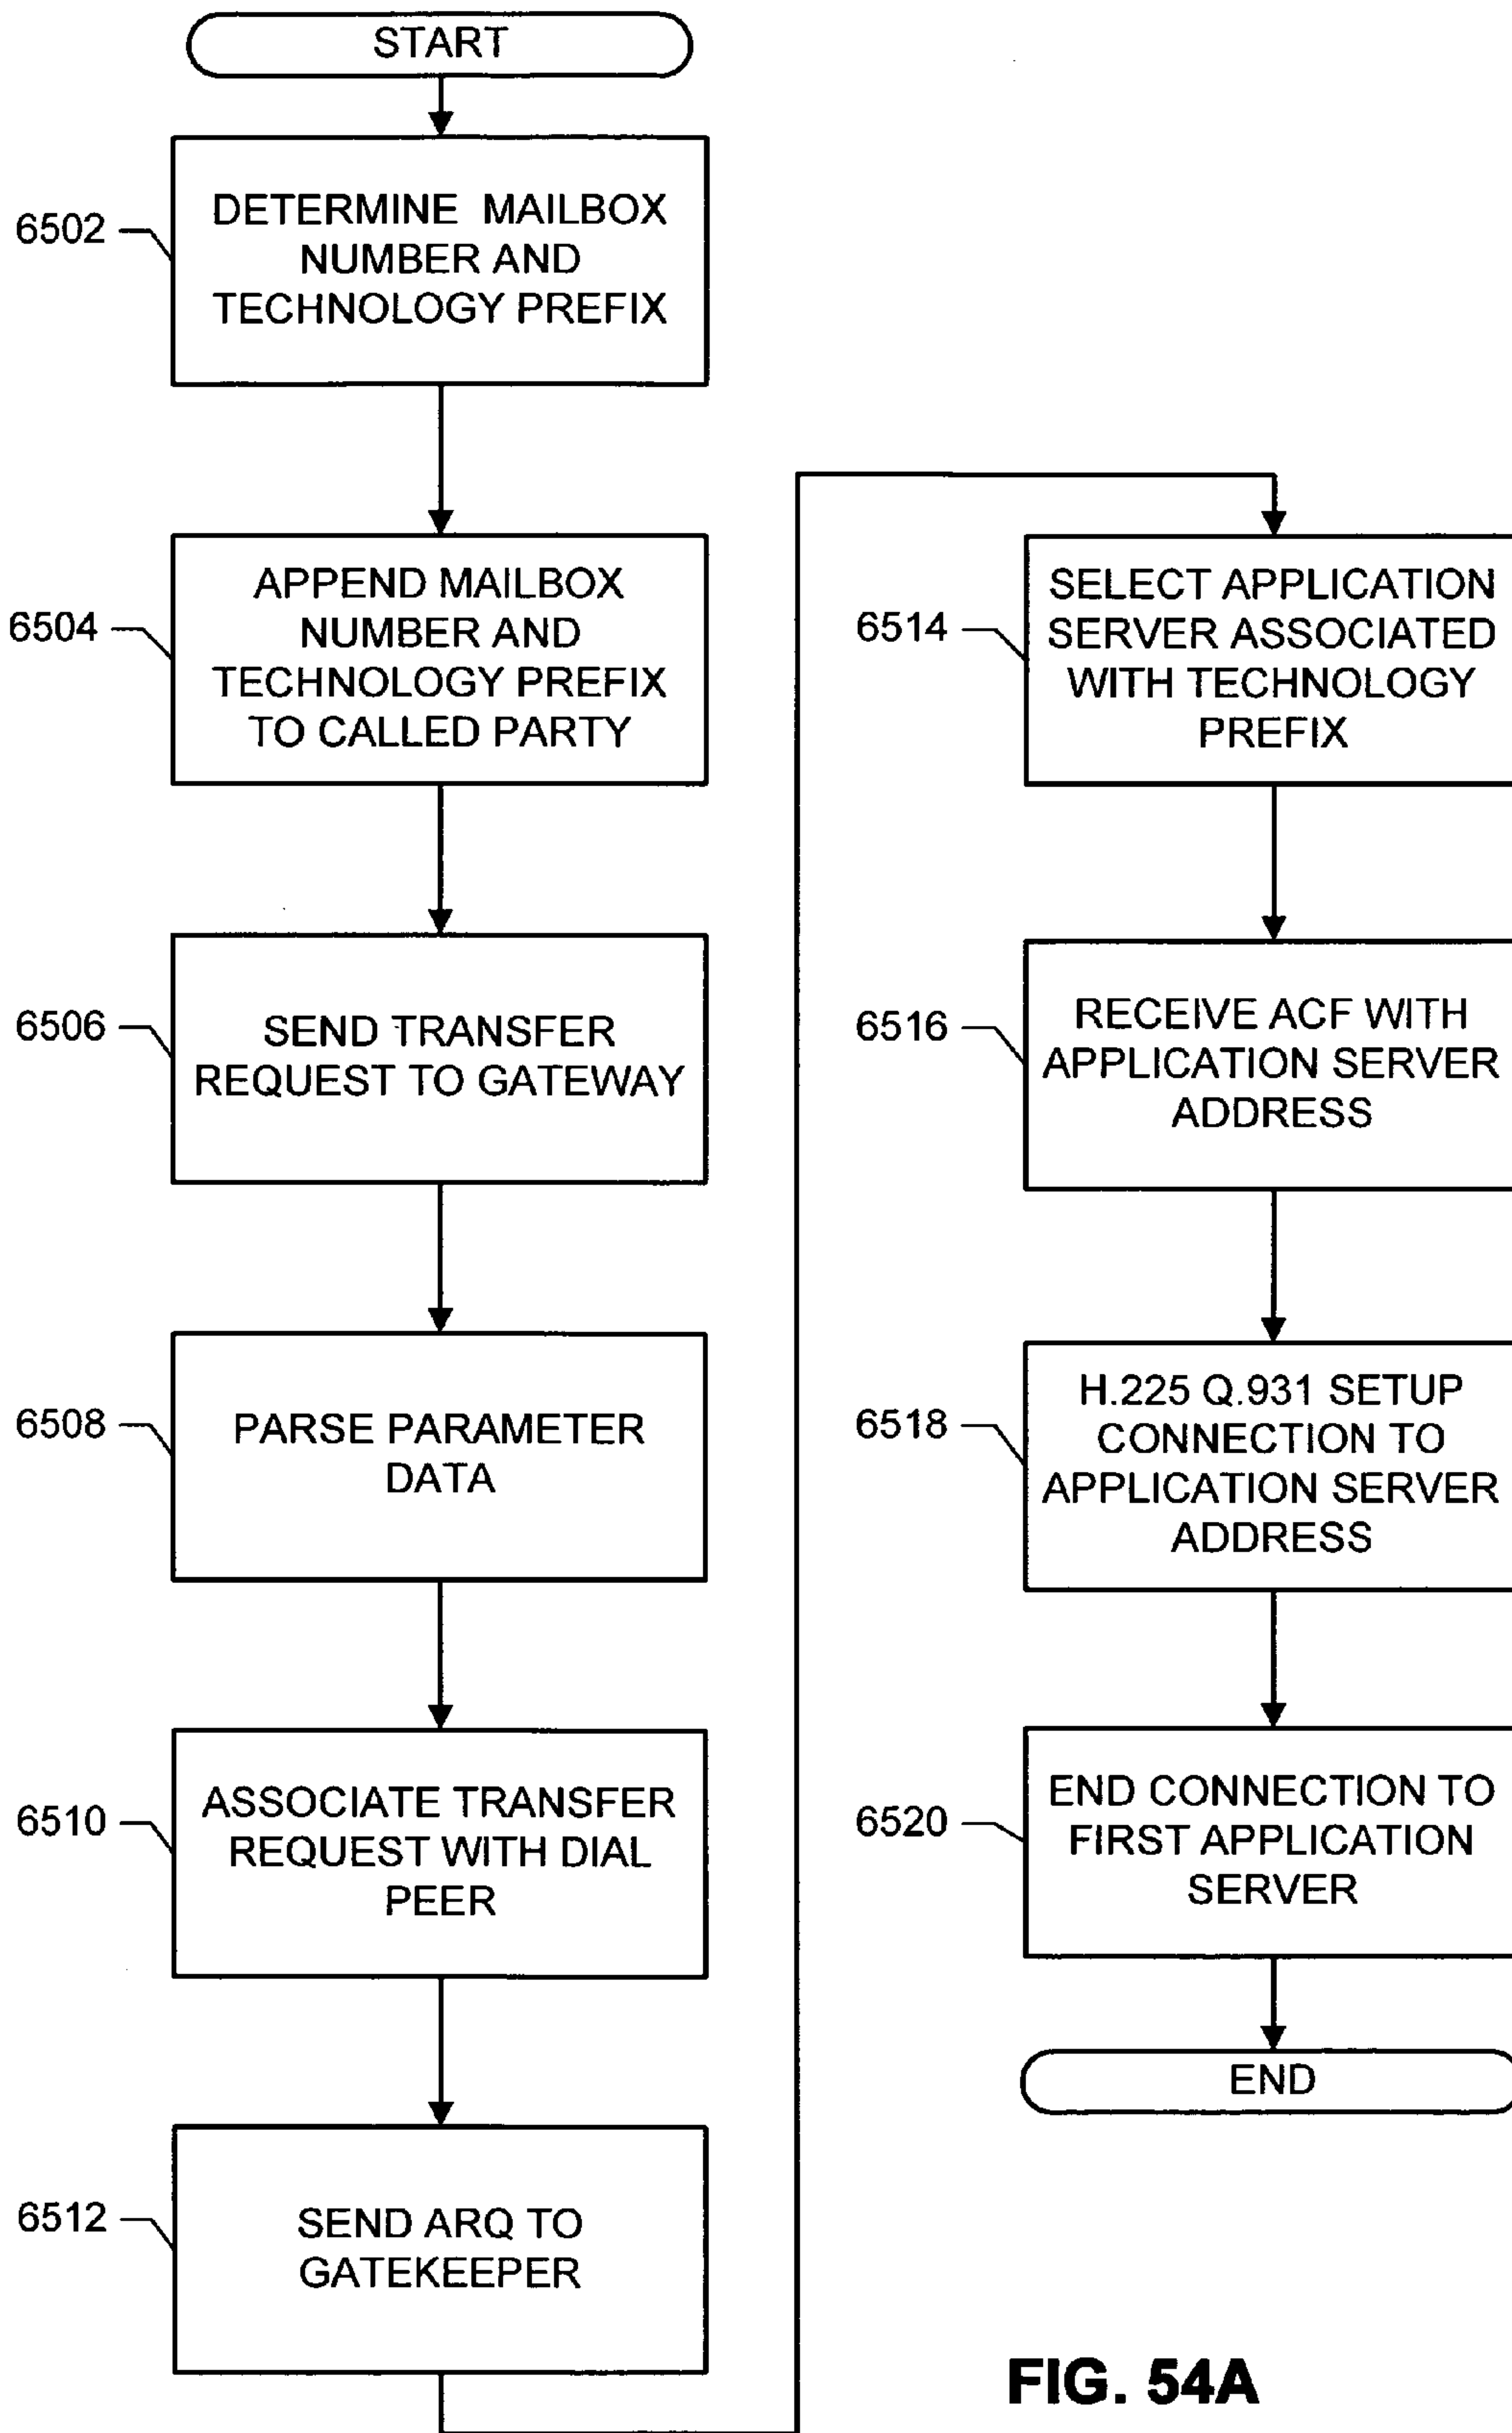 START
6502
DETERMINE MAILBOX
NUMBER AND
TECHNOLOGY PREFIX
6504
APPEND MAILBOX
NUMBER AND
TECHNOLOGY PREFIX
TO CALLED PARTY
6506
SEND TRANSFER
REQUEST TO GATEWAY
6508
PARSE PARAMETER
DATA
6510
ASSOCIATE TRANSFER
REQUEST WITH DIAL
PEER
6512
SEND ARQ TO
GATEKEEPER
6514
SELECT APPLICATION
SERVER ASSOCIATED
WITH TECHNOLOGY
PREFIX
6516
RECEIVE ACF WITH
APPLICATION SERVER
ADDRESS
6518
H.225 Q.931 SETUP
CONNECTION TO
APPLICATION SERVER
ADDRESS
6520
END CONNECTION TO
FIRST APPLICATION
SERVER
END
FIG. 54A